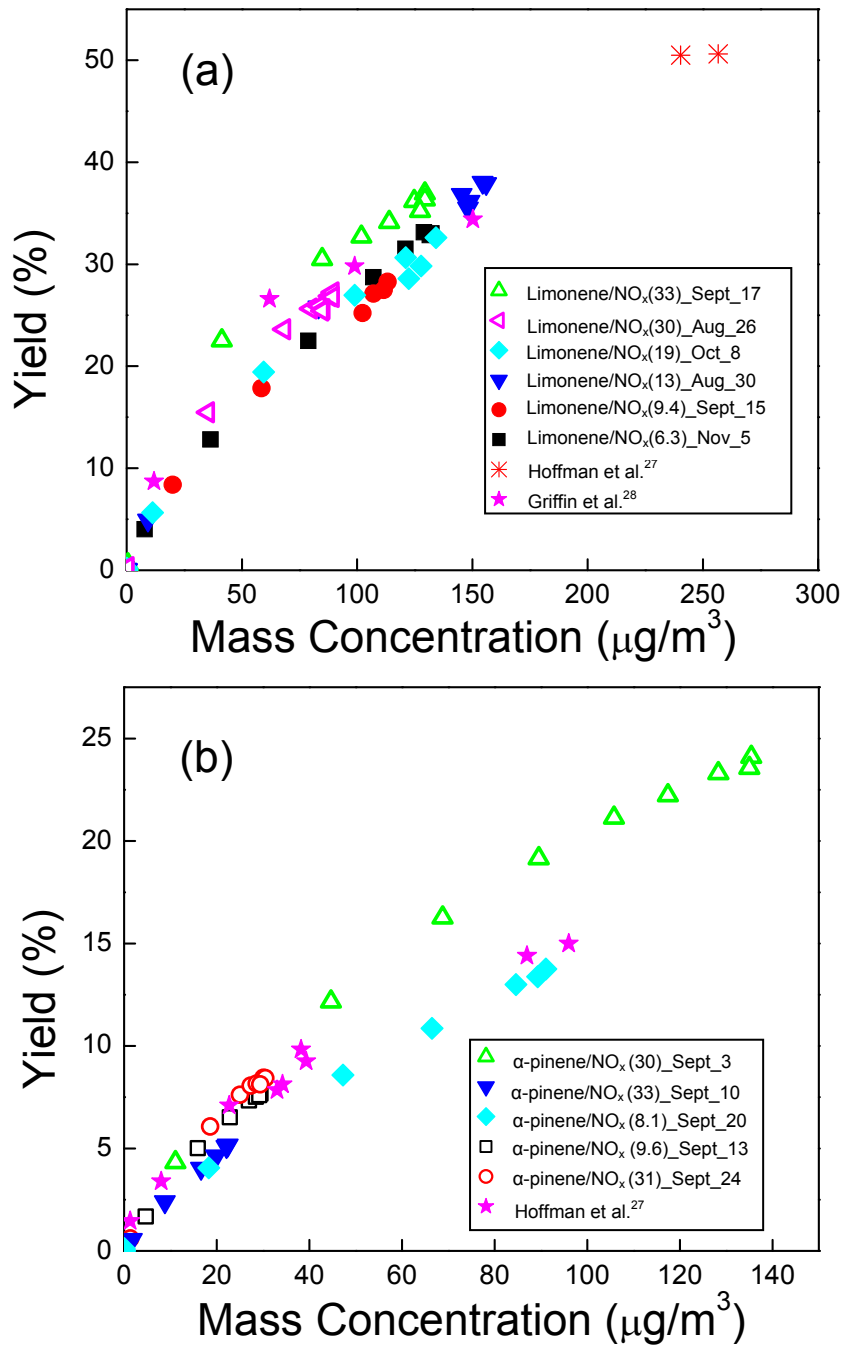 (a)
50
40
30
20
10
0
Yield (%)
Limonene/NOₓ(33)_Sept_17
Limonene/NOₓ(30)_Aug_26
Limonene/NOₓ(19)_Oct_8
Limonene/NOₓ(13)_Aug_30
Limonene/NOₓ(9.4)_Sept_15
Limonene/NOₓ(6.3)_Nov_5
Hoffman et al.²⁷
Griffin et al.²⁸
0 50 100 150 200 250 300
Mass Concentration (μg/m³)
(b)
25
20
15
10
5
0
Yield (%)
α-pinene/NOₓ(30)_Sept_3
α-pinene/NOₓ(33)_Sept_10
α-pinene/NOₓ(8.1)_Sept_20
α-pinene/NOₓ (9.6)_Sept_13
α-pinene/NOₓ(31)_Sept_24
Hoffman et al.²⁷
0 20 40 60 80 100 120 140
Mass Concentration (μg/m³)